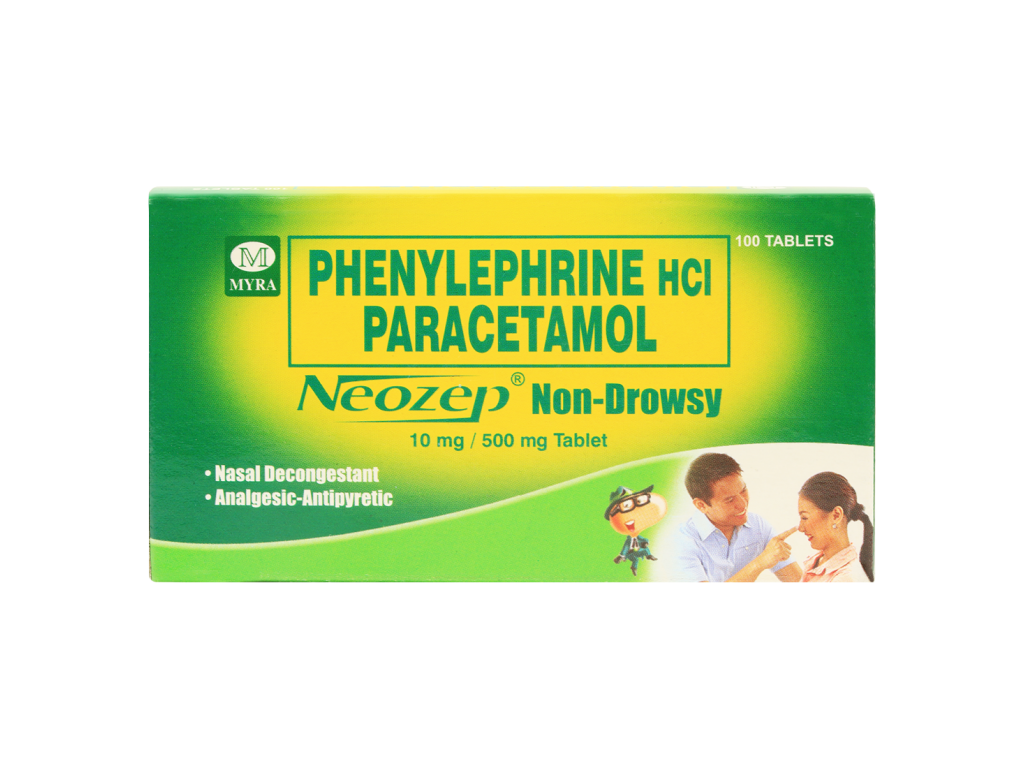 100 TABLETS
M
MYRA
PHENYLEPHRINE HCl
PARACETAMOL
Neozep® Non-Drowsy
10 mg / 500 mg Tablet
• Nasal Decongestant
• Analgesic-Antipyretic